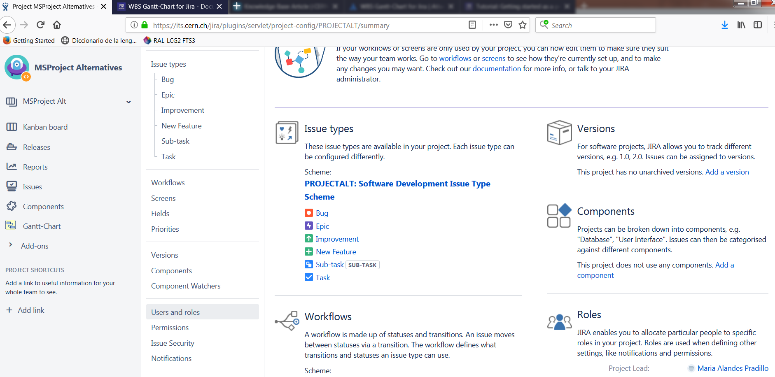 Project MSProject Alternatives
WBS Gantt-Chart for Jira - Doc
https://its.cern.ch/jira/plugins/servlet/project-config/PROJECTALT/summary
Search
Getting Started
Diccionario de la leng...
RAL-LCG2 FTS3
MSProject Alternatives
MSProject Alt
Kanban board
Releases
Reports
Issues
Components
Gantt-Chart
Add-ons
PROJECT SHORTCUTS
Add a link to useful information for your
whole team to see.
+ Add link
Issue types
Bug
Epic
Improvement
New Feature
Sub-task
Task
Workflows
Screens
Fields
Priorities
Versions
Components
Component Watchers
Users and roles
Permissions
Issue Security
Notifications
If your workflows or screens are only used by your project, you can now edit them to make sure they suit
the way your team works. Go to workflows or screens to see how they're currently set up, and to make
any changes you may want. Check out our documentation for more info, or talk to your JIRA
administrator.
Issue types
These issue types are available in your project. Each issue type can
be configured differently.
Scheme:
PROJECTALT: Software Development Issue Type
Scheme
Bug
Epic
Improvement
New Feature
Sub-task SUB-TASK
Task
Workflows
A workflow is made up of statuses and transitions. An issue moves
between statuses via a transition. The workflow defines what
transitions and statuses an issue type can use.
Scheme:
Versions
For software projects, JIRA allows you to track different
versions, e.g. 1.0, 2.0. Issues can be assigned to versions.
This project has no unarchived versions. Add a version
Components
Projects can be broken down into components, e.g.
"Database", "User Interface". Issues can then be categorised
against different components.
This project does not use any components. Add a
component
Roles
JIRA enables you to allocate particular people to specific
roles in your project. Roles are used when defining other
settings, like notifications and permissions.
Project Lead: Maria Alandes Pradillo